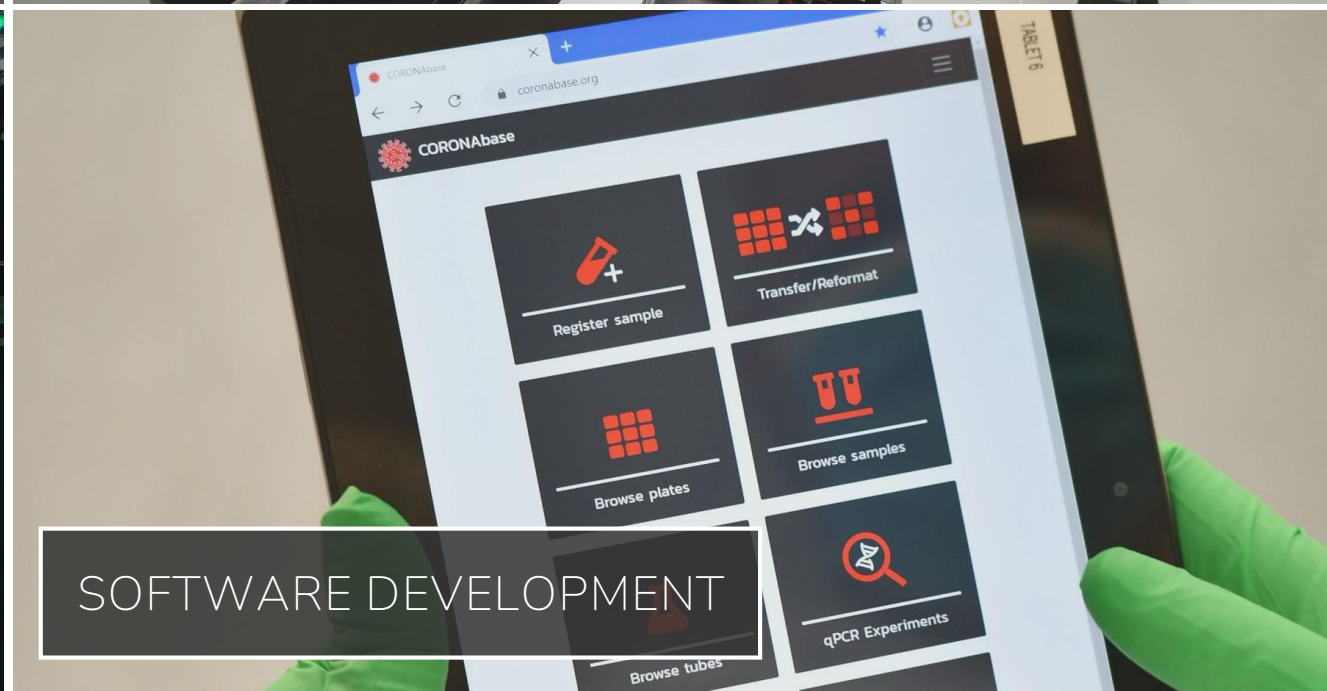 CORONAbase
coronabase.org
TABLET 6
CORONAbase
Register sample
Transfer/Reformat
Browse plates
Browse samples
Browse tubes
qPCR Experiments
SOFTWARE DEVELOPMENT